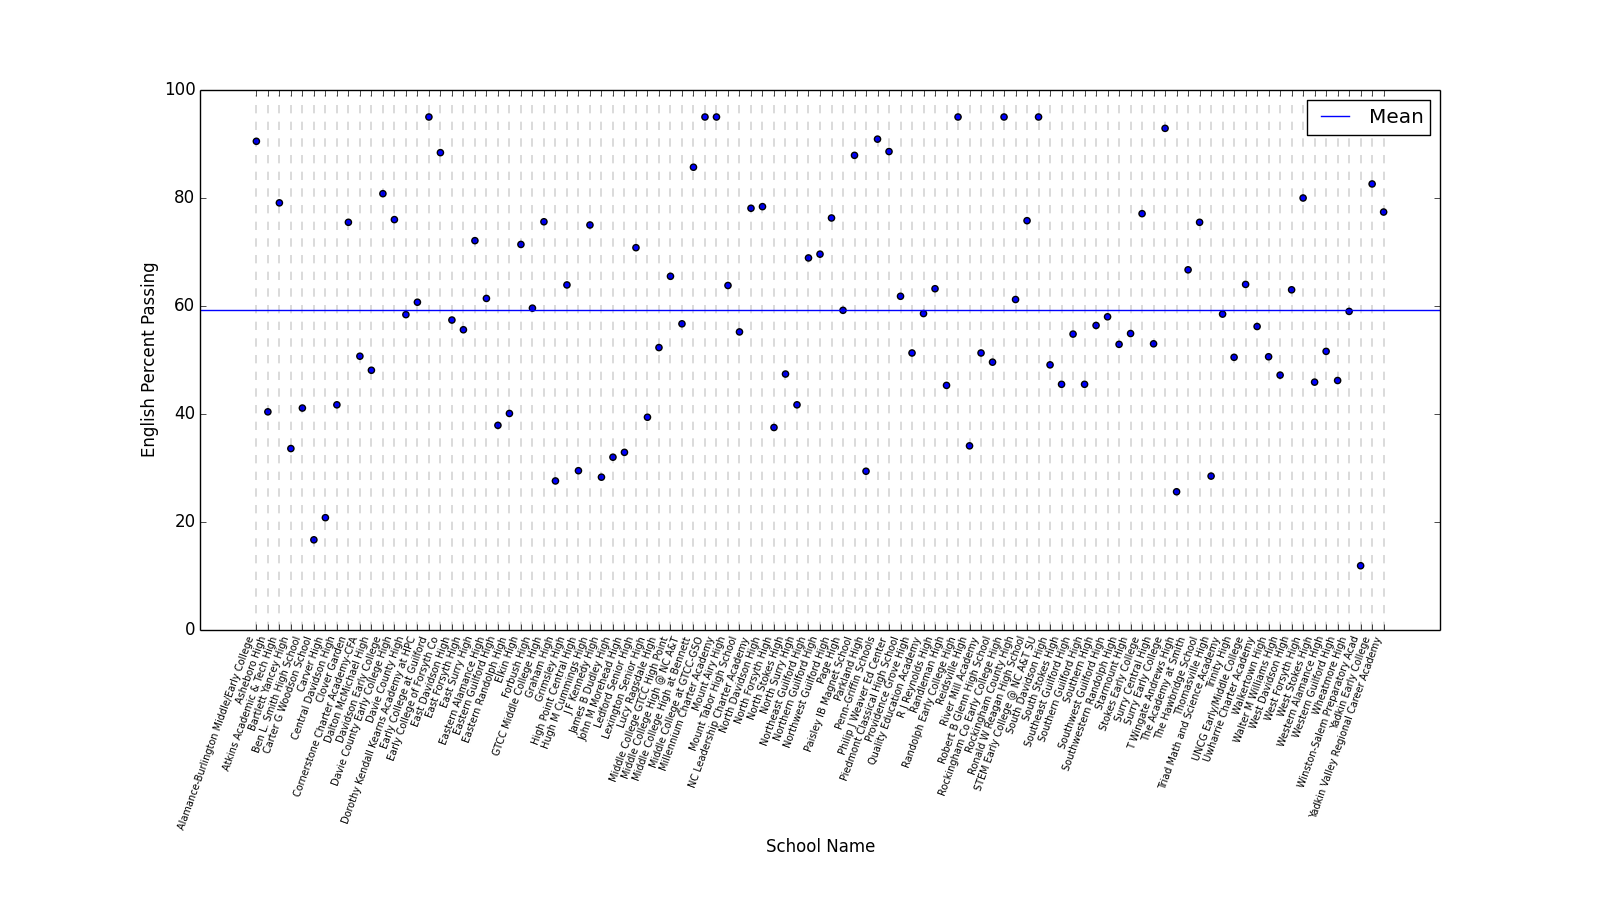 100
80
60
40
20
0
English Percent Passing
Mean
Alamance-Burlington Middle/Early College
Asheboro High
Atkins Academic & Tech High
Bartlett Yancey High
Ben L Smith High School
Carter G Woodson School
Carver High
Central Davidson High
Clover Garden
Cornerstone Charter Academy-CFA
Dalton McMichael High
Davidson Early College
Davie County Early College High
Davie County High
Dorothy Kendall Kearns Academy at HPC
Early College at Guilford
Early College of Forsyth Co
East Davidson High
East Forsyth High
East Surry High
Eastern Alamance High
Eastern Guilford High
Eastern Randolph High
Elkin High
Forbush High
GTCC Middle College High
Graham High
Grimsley High
High Point Central High
Hugh M Cummings High
J F Kennedy High
James B Dudley High
John M Morehead High
Ledford Senior High
Lexington Senior High
Lucy Ragsdale High
Middle College GTCC High Point
Middle College High @ NC A&T
Middle College High at Bennett
Middle College at GTCC-GSO
Millennium Charter Academy
Mount Airy High
Mount Tabor High School
NC Leadership Charter Academy
North Davidson High
North Forsyth High
North Stokes High
North Surry High
Northeast Guilford High
Northern Guilford High
Northwest Guilford High
Page High
Paisley IB Magnet School
Parkland High
Penn-Griffin Schools
Philip J Weaver Ed Center
Piedmont Classical High School
Providence Grove High
Quality Education Academy
R J Reynolds High
Randleman High
Randolph Early College High
Reidsville High
River Mill Academy
Robert B Glenn High School
Rockingham Co Early College High
Rockingham County High
Ronald W Reagan High School
STEM Early College @ NC A&T SU
South Davidson High
South Stokes High
Southeast Guilford High
Southern Guilford High
Southern High
Southwest Guilford High
Southwestern Randolph High
Starmount High
Stokes Early College
Surry Central High
Surry Early College
T Wingate Andrews High
The Academy at Smith
The Hawbridge School
Thomasville High
Triad Math and Science Academy
Trinity High
UNCG Early/Middle College
Uwharrie Charter Academy
Walkertown High
Walter M Williams High
West Davidson High
West Forsyth High
West Stokes High
Western Alamance High
Western Guilford High
Wheatmore High
Winston-Salem Preparatory Acad
Yadkin Early College
Yadkin Valley Regional Career Academy
School Name